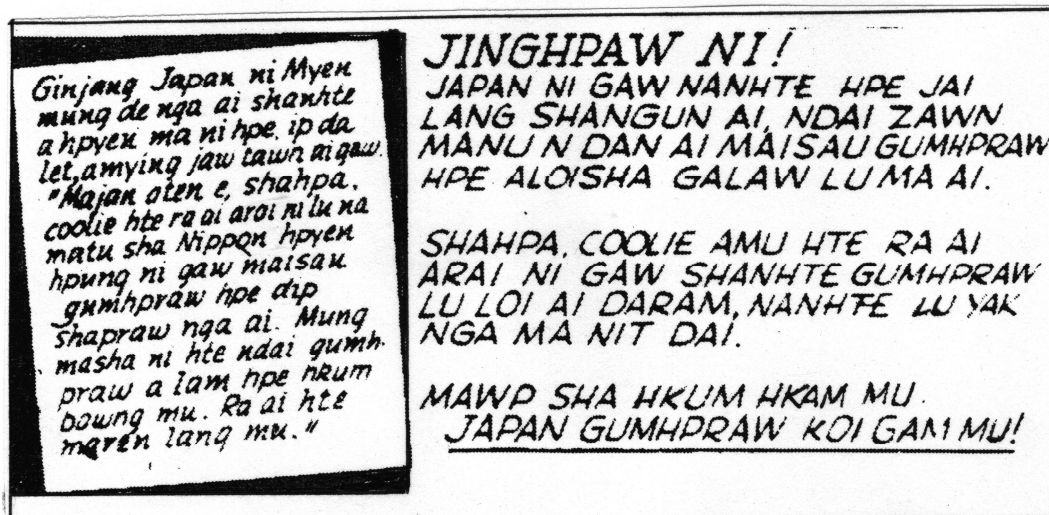 Ginjang Japan ni Myen
mung de nga ai shanhte
a hpyen ma ni hpe, ip da
let, amying jaw tawn ai gaw.
"Majan aten e, shahpa,
coolie hte ra ai arai ni lu na
matu sha Nippon hpyen
hpung ni gaw maisau
gumhpraw hpe dip
shapraw nga ai. Mung
masha ni hte ndai gumh-
praw a lam hpe hkum
bawng mu. Ra ai hte
maren lang mu."
JINGHPAW NI!
JAPAN NI GAW NANHTE HPE JAI
LANG SHANGUN AI, NDAI ZAWN
MANU N DAN AI MAISAU GUMHPRAW
HPE ALOISHA GALAW LU MA AI.
SHAHPA, COOLIE AMU HTE RA AI
ARAI NI GAW SHANHTE GUMHPRAW
LU LOI AI DARAM, NANHTE LU YAK
NGA MA NIT DAI.
MAWP SHA HKUM HKAM MU.
JAPAN GUMHPRAW KOI GAM MU!